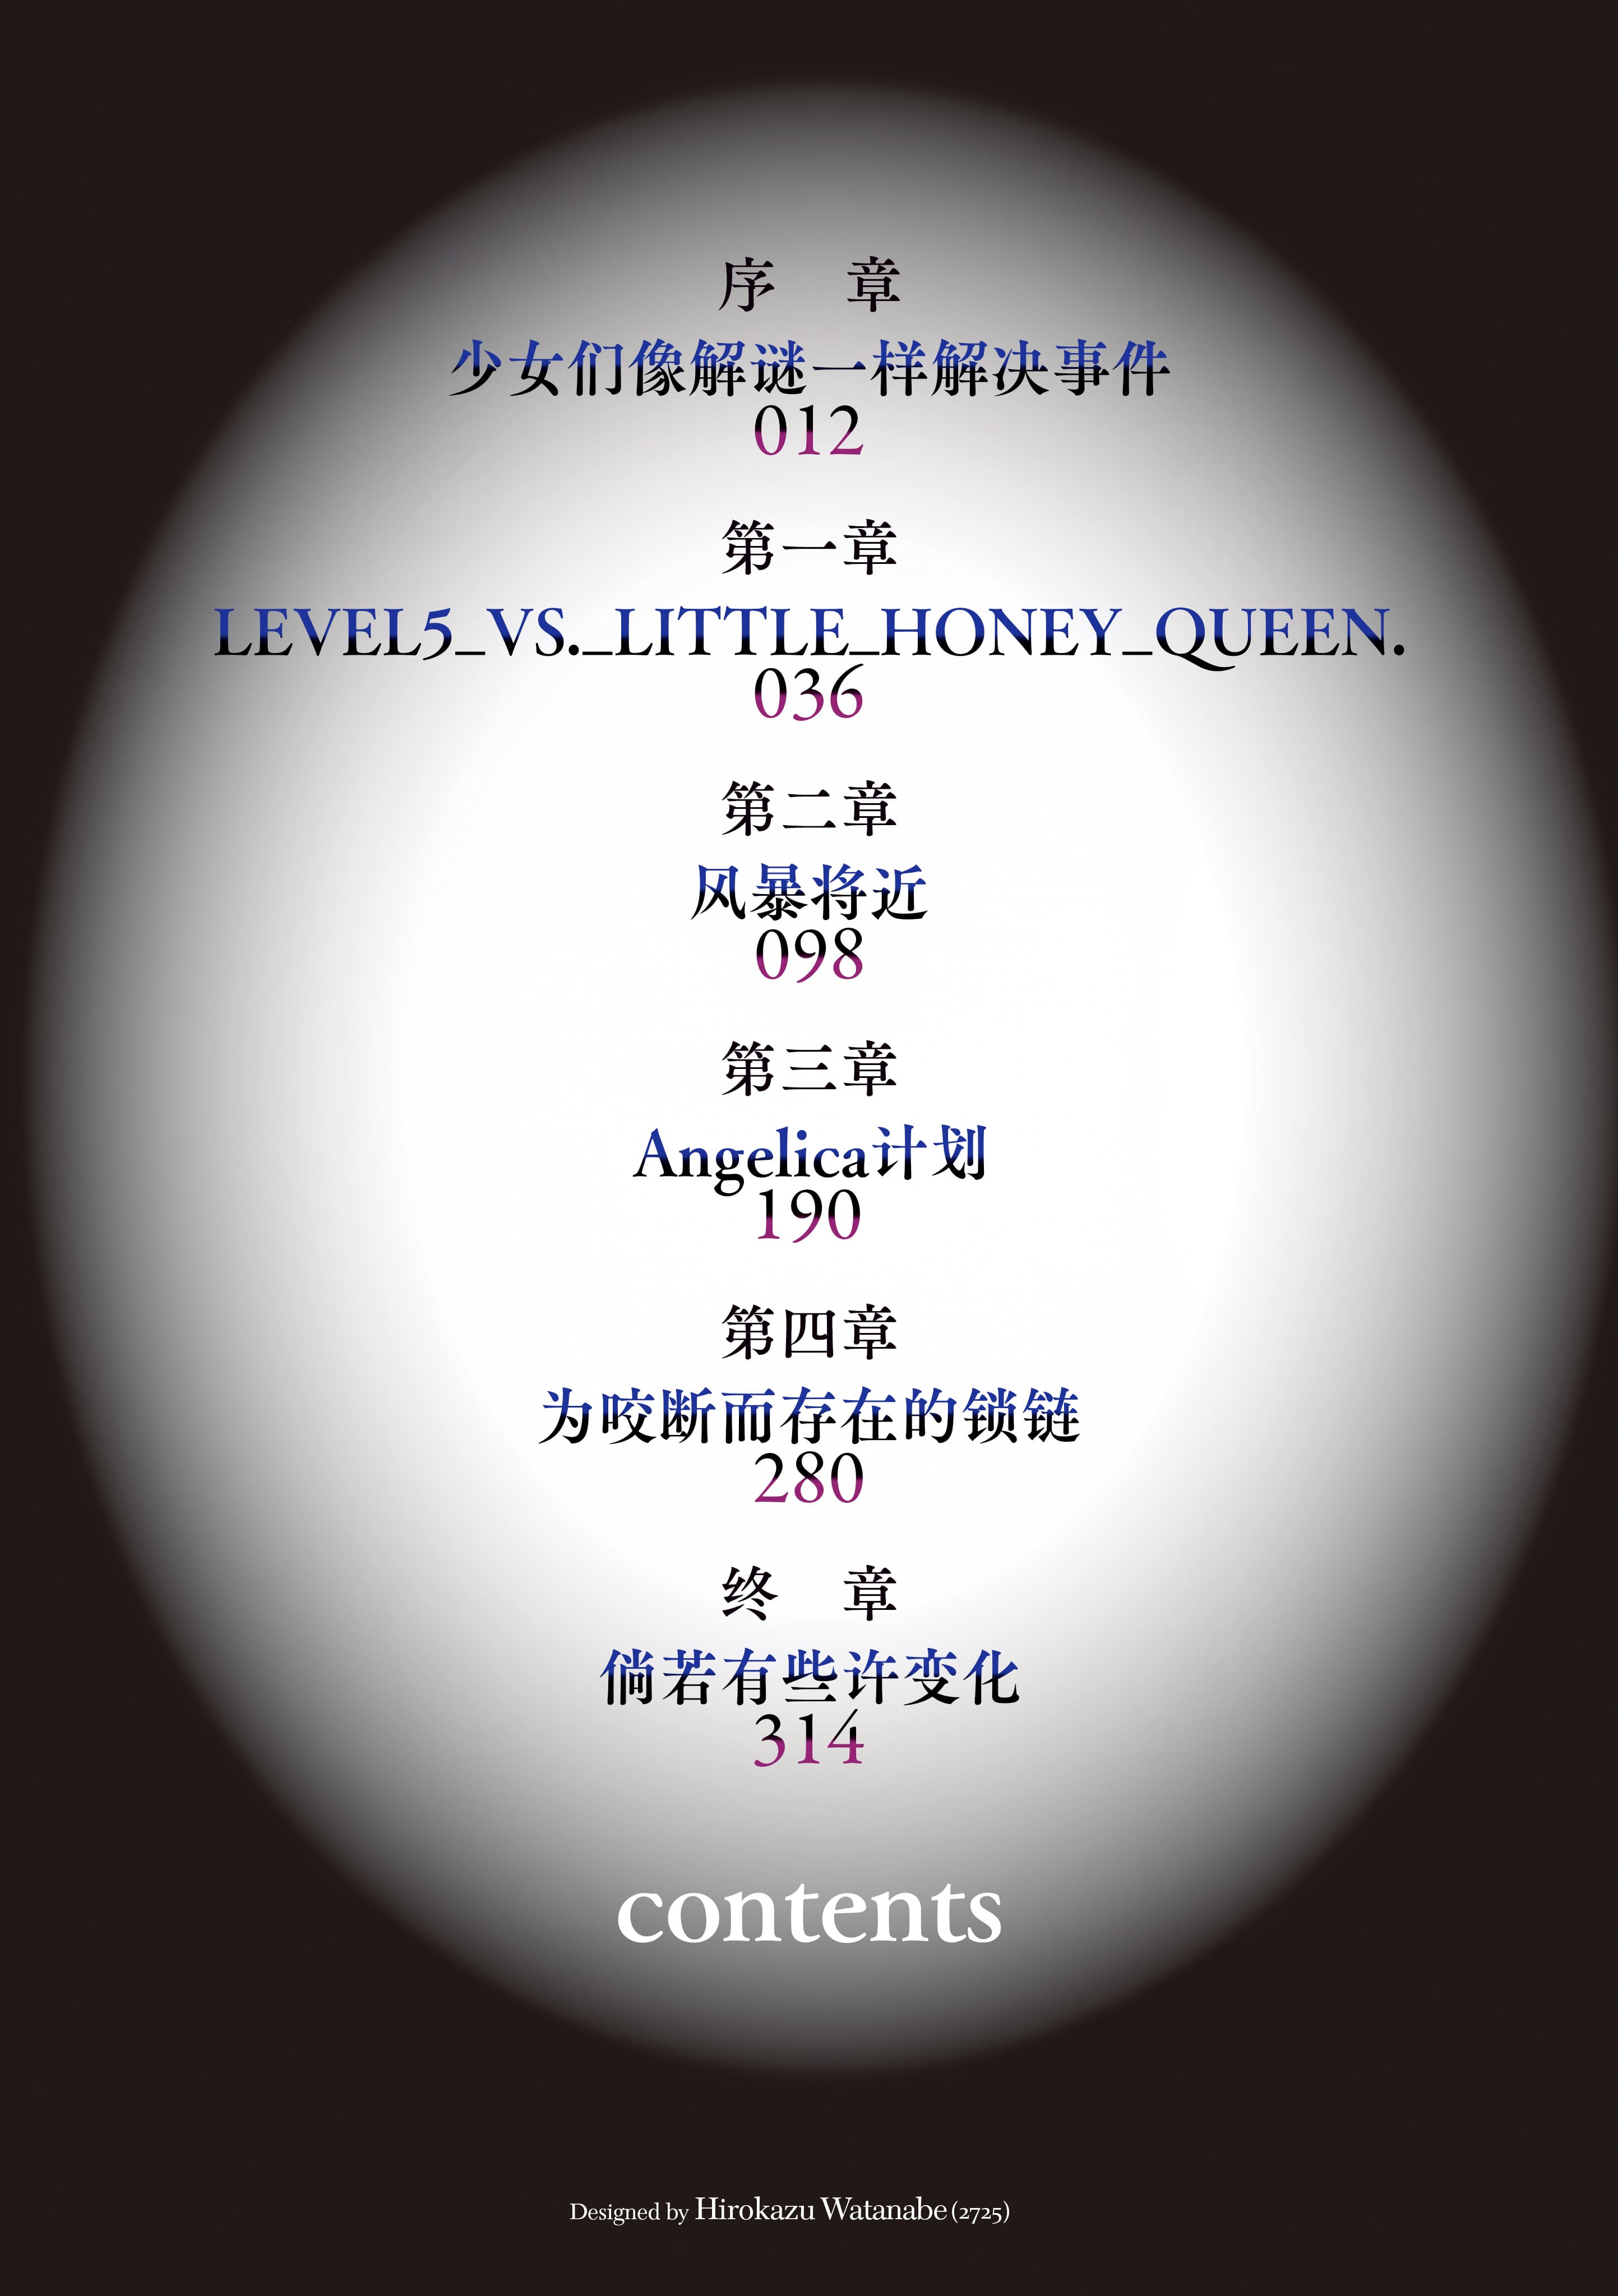 序　章
少女们像解谜一样解决事件
012
第一章
LEVEL5_VS._LITTLE_HONEY_QUEEN.
036
第二章
风暴将近
098
第三章
Angelica计划
190
第四章
为咬断而存在的锁链
280
终　章
倘若有些许变化
314
contents
Designed by Hirokazu Watanabe (2725)